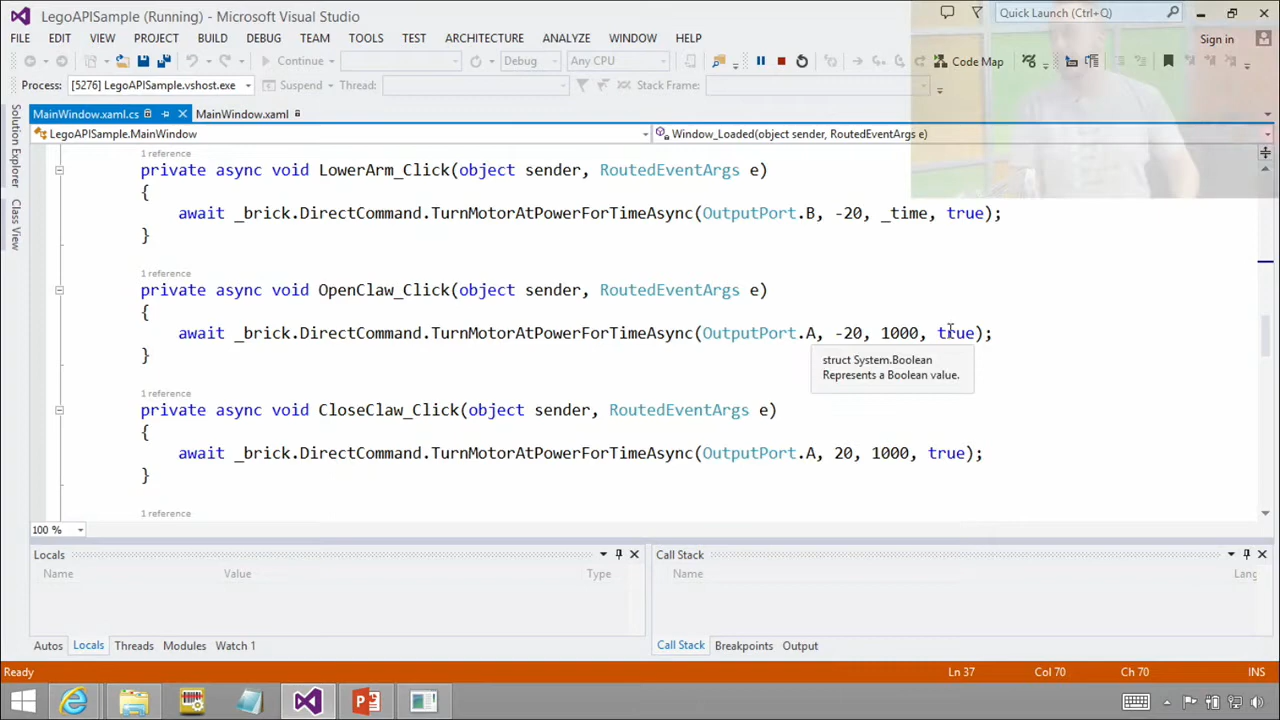 LegoAPISample (Running) - Microsoft Visual Studio
Quick Launch (Ctrl+Q)
FILE EDIT VIEW PROJECT BUILD DEBUG TEAM TOOLS TEST ARCHITECTURE ANALYZE WINDOW HELP
Sign in
Continue Debug Any CPU Code Map
Process: [5276] LegoAPISample.vshost.exe Suspend Thread: Stack Frame:
MainWindow.xaml.cs MainWindow.xaml
LegoAPISample.MainWindow Window_Loaded(object sender, RoutedEventArgs e)
Solution Explorer
Class View
1 reference
private async void LowerArm_Click(object sender, RoutedEventArgs e)
{
await _brick.DirectCommand.TurnMotorAtPowerForTimeAsync(OutputPort.B, -20, _time, true);
}
1 reference
private async void OpenClaw_Click(object sender, RoutedEventArgs e)
{
await _brick.DirectCommand.TurnMotorAtPowerForTimeAsync(OutputPort.A, -20, 1000, true);
}
struct System.Boolean
Represents a Boolean value.
1 reference
private async void CloseClaw_Click(object sender, RoutedEventArgs e)
{
await _brick.DirectCommand.TurnMotorAtPowerForTimeAsync(OutputPort.A, 20, 1000, true);
}
1 reference
100 %
Locals
Name Value Type
Call Stack
Name Lang
Autos Locals Threads Modules Watch 1
Call Stack Breakpoints Output
Ready Ln 37 Col 70 Ch 70 INS